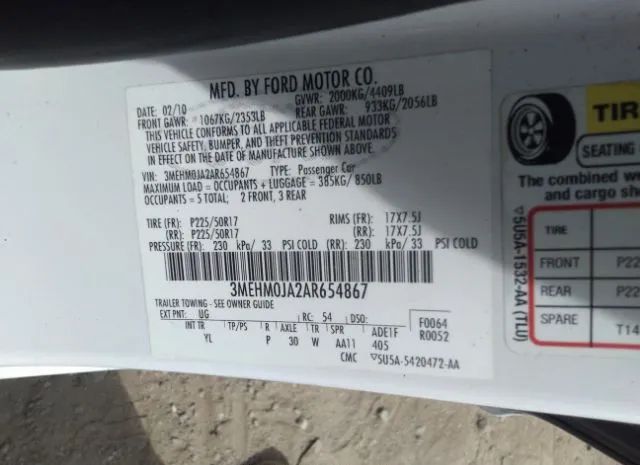 MFD. BY FORD MOTOR CO.
DATE: 02/10 GVWR: 2000KG/4409LB
FRONT GAWR: 1067KG/2353LB REAR GAWR: 933KG/2056LB
THIS VEHICLE CONFORMS TO ALL APPLICABLE FEDERAL MOTOR
VEHICLE SAFETY, BUMPER, AND THEFT PREVENTION STANDARDS
IN EFFECT ON THE DATE OF MANUFACTURE SHOWN ABOVE.
VIN: 3MEHM0JA2AR654867 TYPE: Passenger Car
MAXIMUM LOAD = OCCUPANTS + LUGGAGE = 385KG/ 850LB
OCCUPANTS = 5 TOTAL; 2 FRONT, 3 REAR
TIRE (FR): P225/50R17 RIMS (FR): 17X7.5J
(RR): P225/50R17 (RR): 17X7.5J
PRESSURE (FR): 230 kPa/ 33 PSI COLD (RR): 230 kPa/ 33 PSI COLD
3MEHM0JA2AR654867
TRAILER TOWING - SEE OWNER GUIDE
EXT PNT: UG RC: 54 DSO: F0064
INT TR TP/PS R AXLE TR SPR ADE1F R0052
YL P 30 W AA11 405
CMC ▽5U5A-5420472-AA
TIR
SEATING
The combined we
and cargo sho
▽5U5A-1532-AA (TLU)
TIRE
FRONT P22
REAR P22
SPARE T14